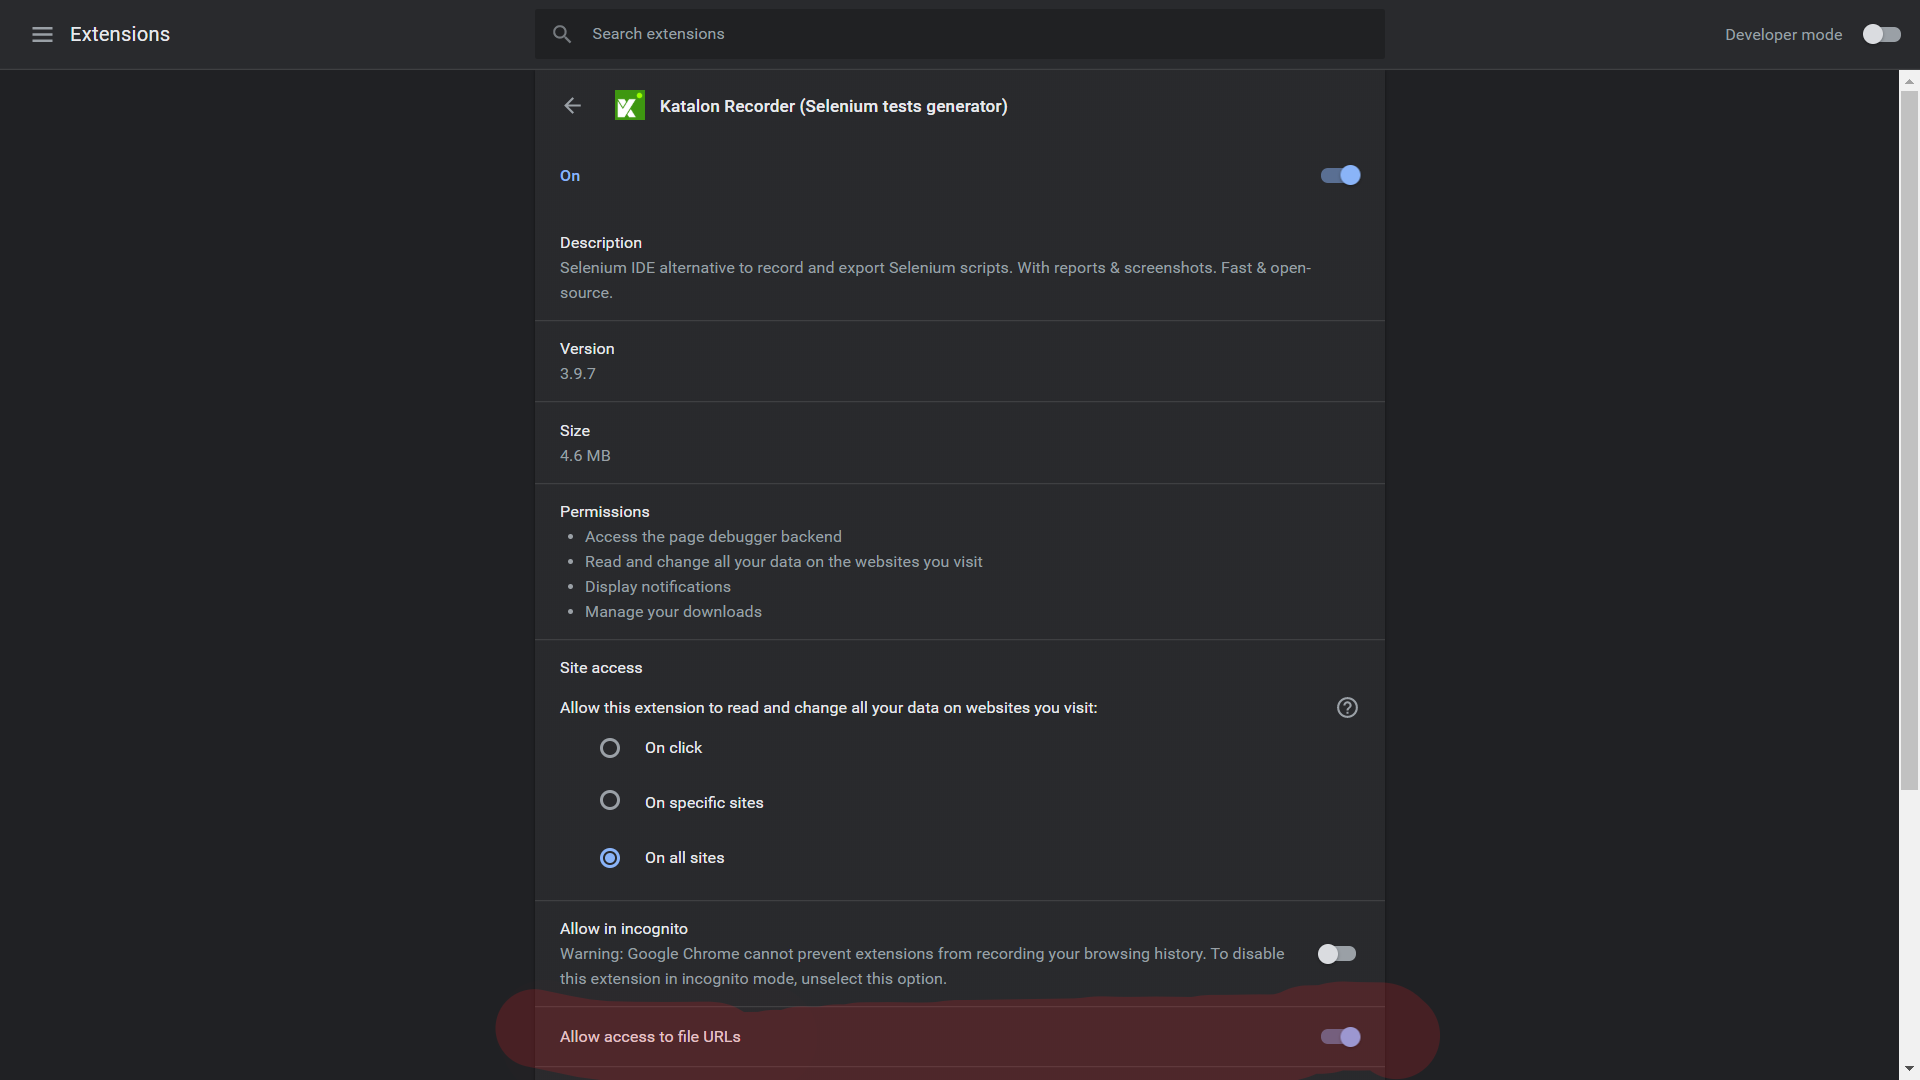 Extensions
Search extensions
Developer mode
Katalon Recorder (Selenium tests generator)
On
Description
Selenium IDE alternative to record and export Selenium scripts. With reports & screenshots. Fast & open-
source.
Version
3.9.7
Size
4.6 MB
Permissions
• Access the page debugger backend
• Read and change all your data on the websites you visit
• Display notifications
• Manage your downloads
Site access
Allow this extension to read and change all your data on websites you visit:
On click
On specific sites
On all sites
Allow in incognito
Warning: Google Chrome cannot prevent extensions from recording your browsing history. To disable
this extension in incognito mode, unselect this option.
Allow access to file URLs